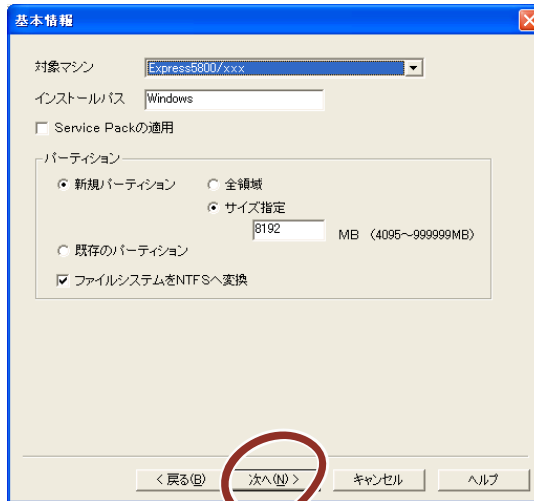 基本情報
対象マシン Express5800/xxx
インストールパス Windows
Service Packの適用
パーティション
新規パーティション 全領域
サイズ指定
8192 MB (4095～999999MB)
既存のパーティション
ファイルシステムをNTFSへ変換
< 戻る(B) 次へ(N) > キャンセル ヘルプ